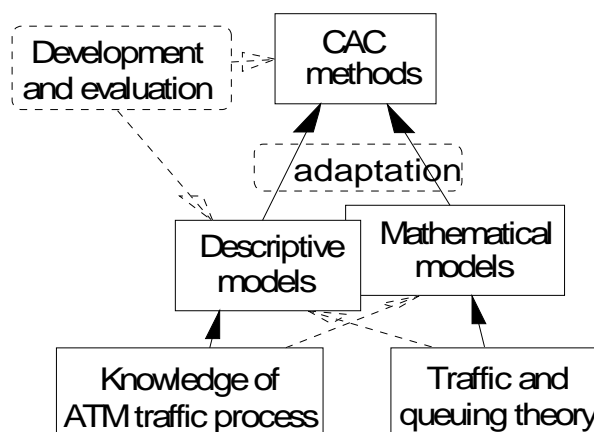 Development
and evaluation
CAC
methods
adaptation
Descriptive
models
Mathematical
models
Knowledge of
ATM traffic process
Traffic and
queuing theory